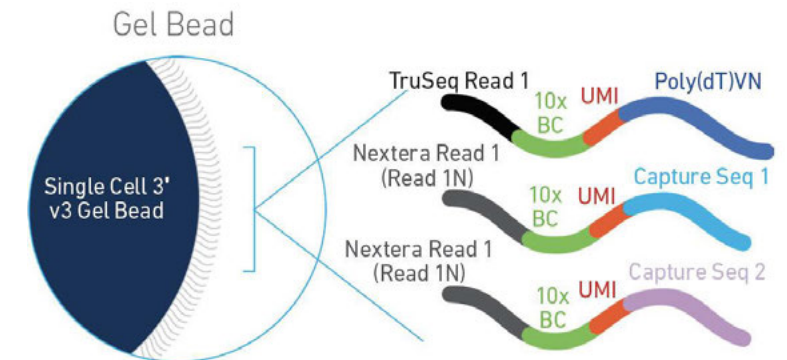 Gel Bead
Single Cell 3'
v3 Gel Bead
TruSeq Read 1
10x
BC
UMI
Poly(dT)VN
Nextera Read 1
(Read 1N)
10x
BC
UMI
Capture Seq 1
Nextera Read 1
(Read 1N)
10x
BC
UMI
Capture Seq 2